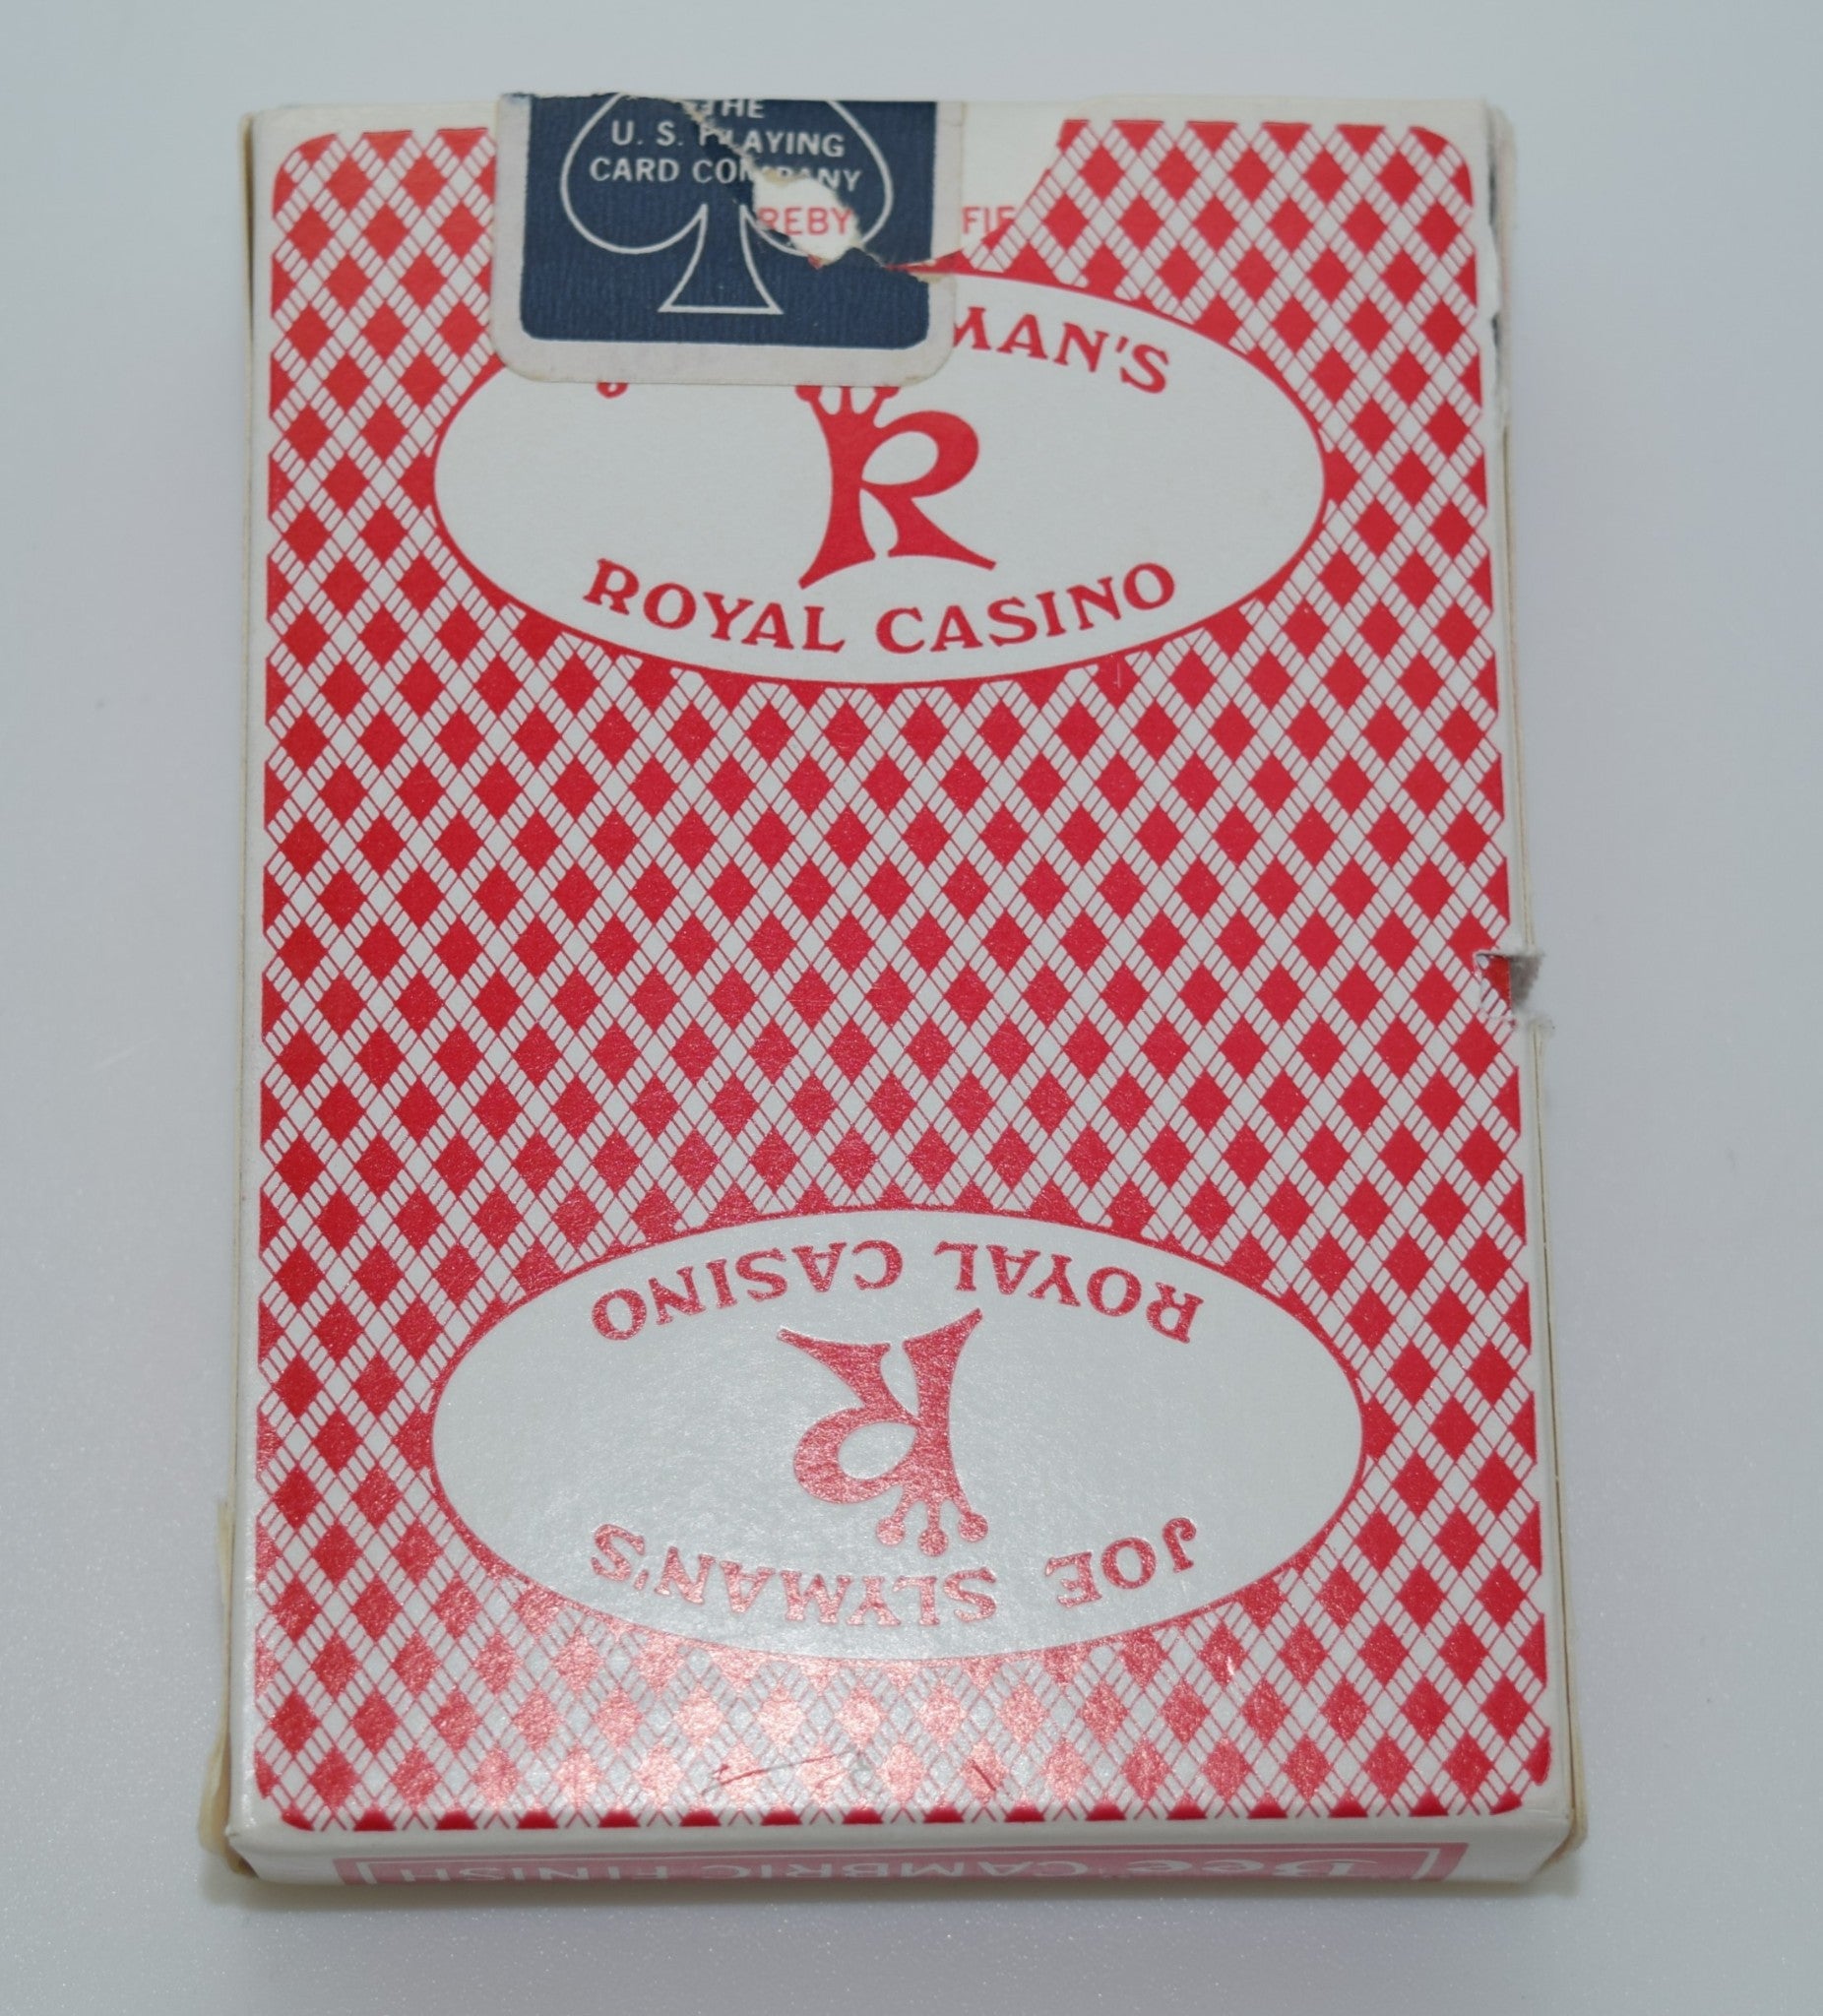 THE
U. S. PLAYING
CARD COMPANY
REBY
FIE
MAN'S
R
ROYAL CASINO
ROYAL CASINO
R
JOE SLYMAN'S
Bee CAMBRIC FINISH